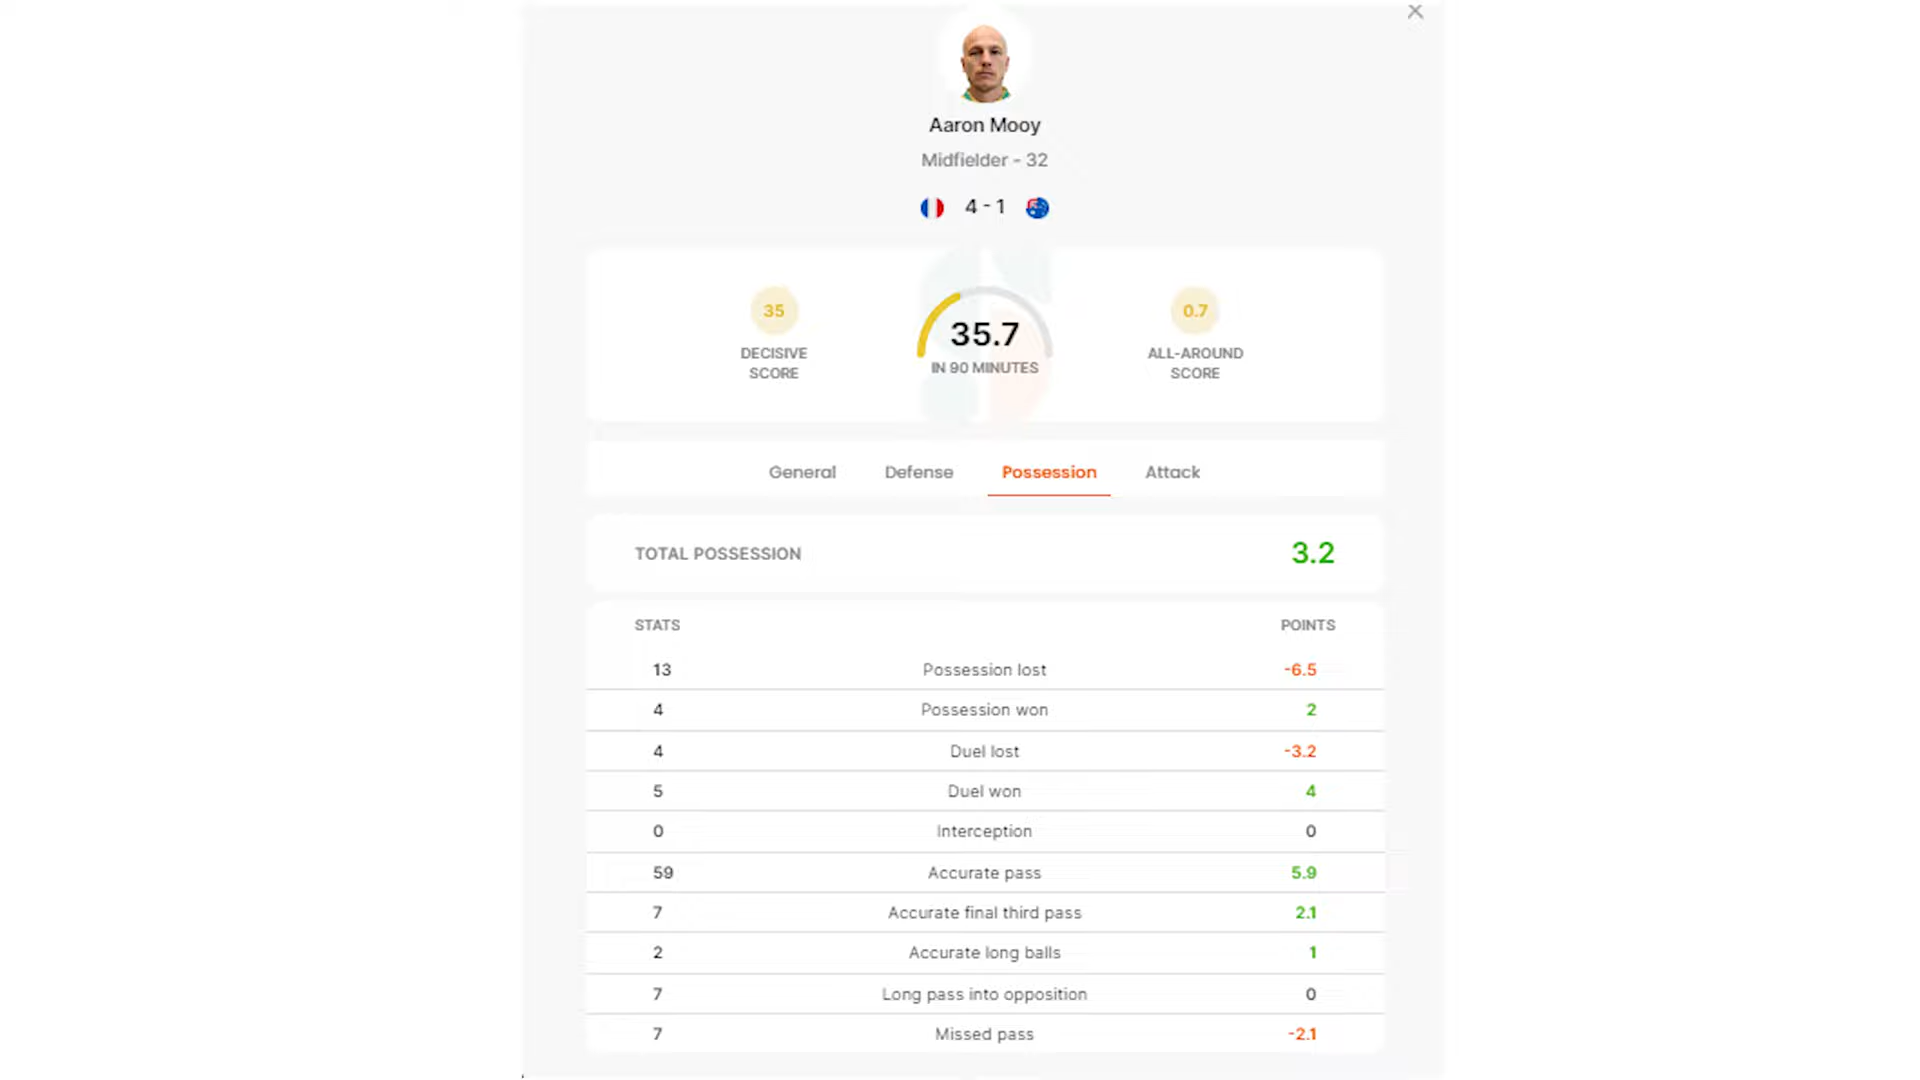 Aaron Mooy
Midfielder - 32
4 - 1
35
DECISIVE
SCORE
35.7
IN 90 MINUTES
0.7
ALL-AROUND
SCORE
General Defense Possession Attack
TOTAL POSSESSION 3.2
STATS POINTS
13 Possession lost -6.5
4 Possession won 2
4 Duel lost -3.2
5 Duel won 4
0 Interception 0
59 Accurate pass 5.9
7 Accurate final third pass 2.1
2 Accurate long balls 1
7 Long pass into opposition 0
7 Missed pass -2.1